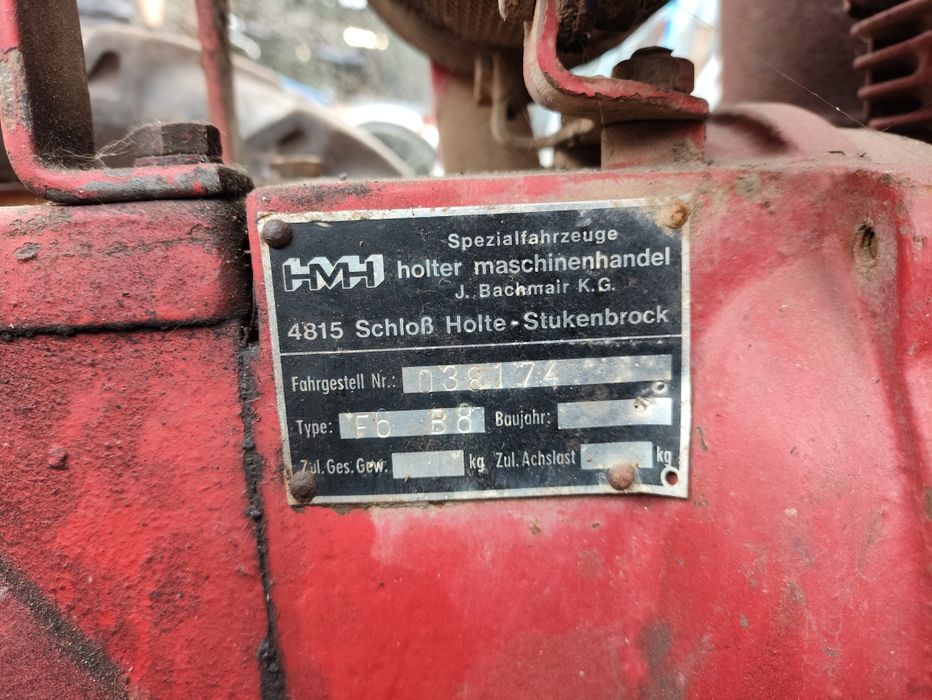 Spezialfahrzeuge
HMH holter maschinenhandel
J. Bachmair K.G.
4815 Schloß Holte-Stukenbrock
Fahrgestell Nr.: 038174
Type: F6 B8 Baujahr:
Zul. Ges. Gew. kg Zul. Achslast kg